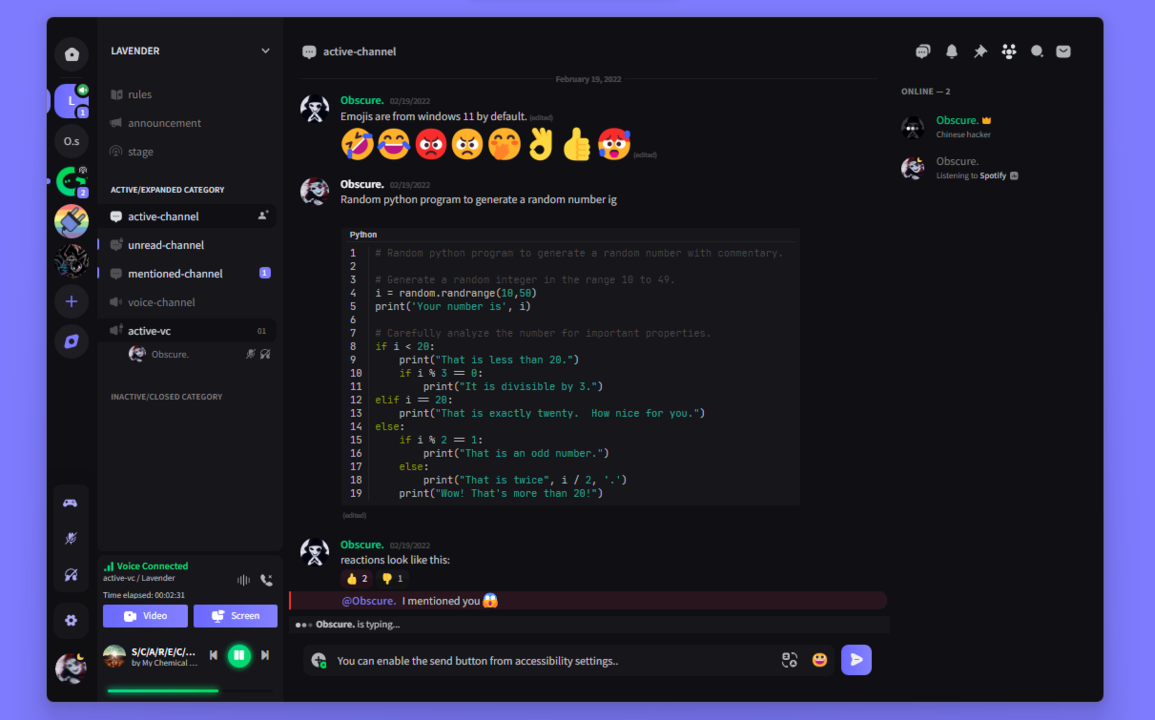 L
1
O.s
2
LAVENDER
rules
announcement
stage
ACTIVE/EXPANDED CATEGORY
active-channel
unread-channel
mentioned-channel
1
voice-channel
active-vc
01
Obscure.
INACTIVE/CLOSED CATEGORY
Voice Connected
active-vc / Lavender
Time elapsed: 00:02:31
Video
Screen
S/C/A/R/E/C/...
by My Chemical ...
active-channel
February 19, 2022
Obscure. 02/19/2022
Emojis are from windows 11 by default. (edited)
(edited)
Obscure. 02/19/2022
Random python program to generate a random number ig
Python
1 # Random python program to generate a random number with commentary.
2
3 # Generate a random integer in the range 10 to 49.
4 i = random.randrange(10,50)
5 print('Your number is', i)
6
7 # Carefully analyze the number for important properties.
8 if i < 20:
9 print("That is less than 20.")
10 if i % 3 == 0:
11 print("It is divisible by 3.")
12 elif i == 20:
13 print("That is exactly twenty.  How nice for you.")
14 else:
15 if i % 2 == 1:
16 print("That is an odd number.")
17 else:
18 print("That is twice", i / 2, '.')
19 print("Wow! That's more than 20!")
(edited)
Obscure. 02/19/2022
reactions look like this:
👍 2 👎 1
@Obscure. I mentioned you 😱
Obscure. is typing...
You can enable the send button from accessibility settings..
ONLINE — 2
Obscure.
Chinese hacker
Obscure.
Listening to Spotify